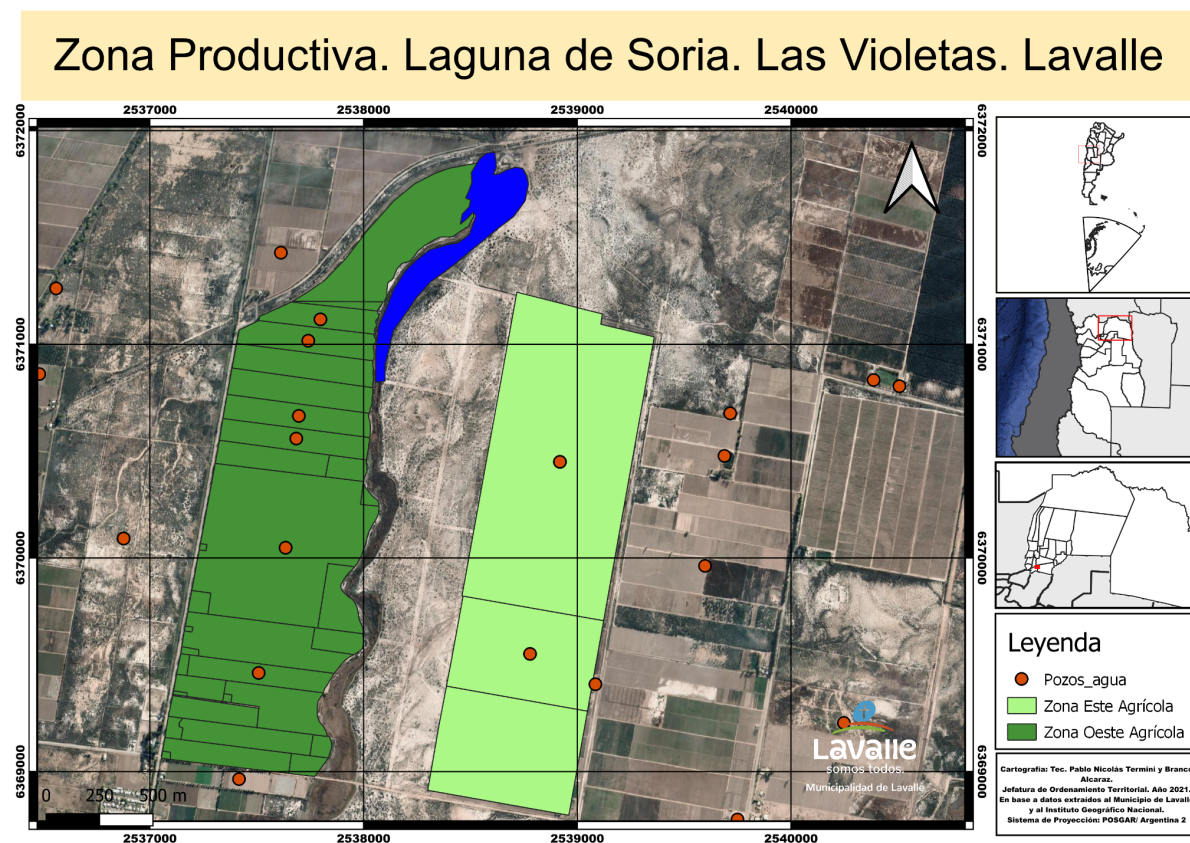 Zona Productiva. Laguna de Soria. Las Violetas. Lavalle
2537000 2538000 2539000 2540000
6372000 6372000
6371000 6371000
6370000 6370000
6369000 6369000
Leyenda
Pozos_agua
Zona Este Agrícola
Zona Oeste Agrícola
Lavalle
somos todos.
Municipalidad de Lavalle
Cartografia: Tec. Pablo Nicolás Termini y Branco
Alcaraz.
Jefatura de Ordenamiento Territorial. Año 2021.
En base a datos extraídos al Municipio de Lavalle
y al Instituto Geográfico Nacional.
Sistema de Proyección: POSGAR/ Argentina 2
0 250 500 m
2537000 2538000 2539000 2540000